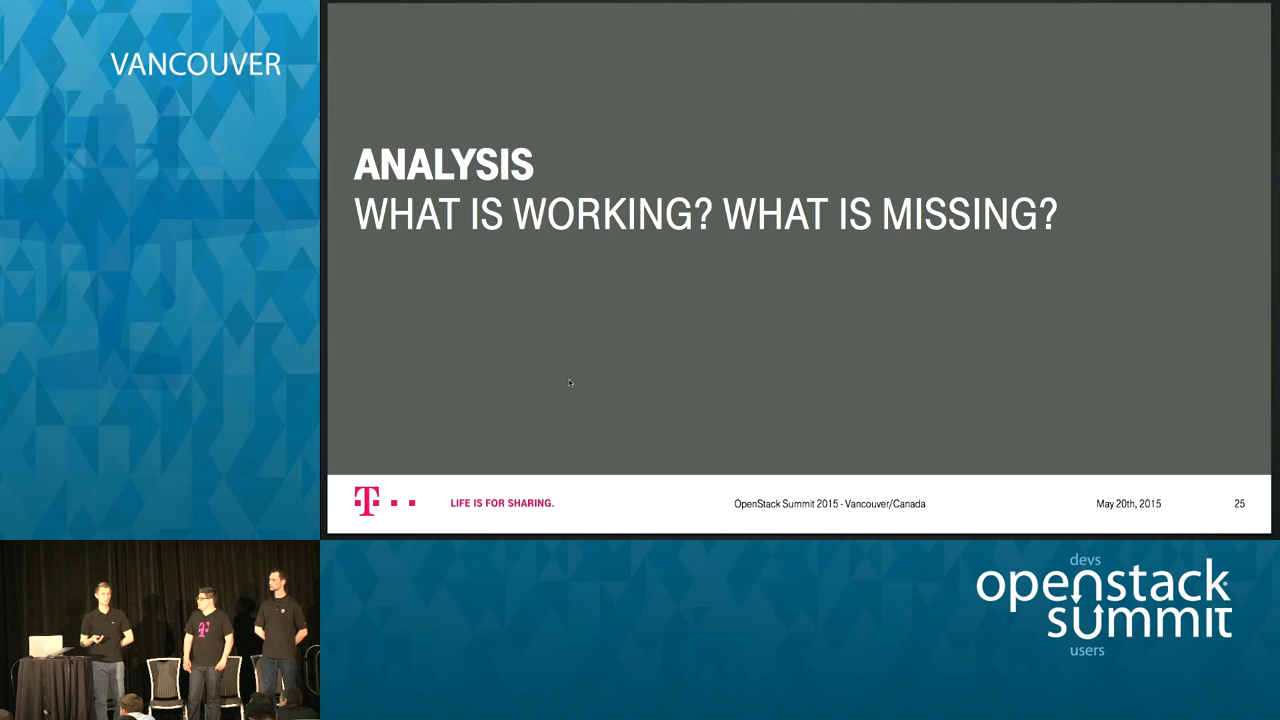 VANCOUVER
ANALYSIS
WHAT IS WORKING? WHAT IS MISSING?
T
LIFE IS FOR SHARING.
OpenStack Summit 2015 - Vancouver/Canada
May 20th, 2015
25
T
devs
openstack
summit
users